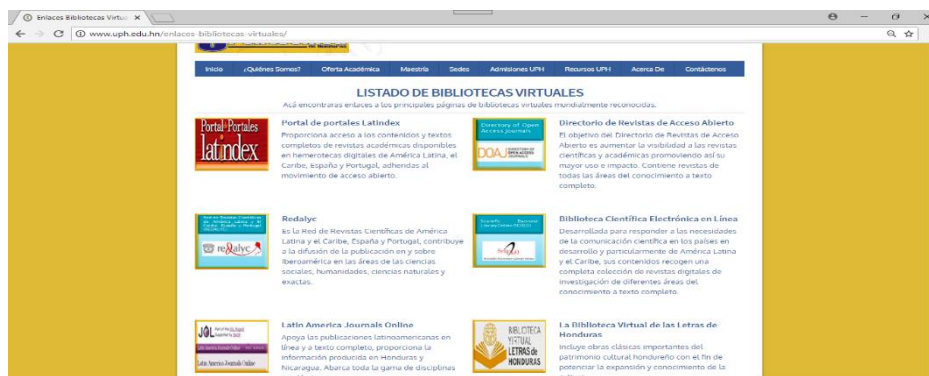 Enlaces Bibliotecas Virtu
www.uph.edu.hn/enlaces-bibliotecas-virtuales/
Inicio ¿Quiénes Somos? Oferta Académica Maestría Sedes Admisiones UPH Recursos UPH Acerca De Contáctenos
LISTADO DE BIBLIOTECAS VIRTUALES
Acá encontraras enlaces a los principales páginas de bibliotecas virtuales mundialmente reconocidas.
Portal de Portales
latindex
Portal de portales Latindex
Proporciona acceso a los contenidos y textos
completos de revistas académicas disponibles
en hemerotecas digitales de América Latina, el
Caribe, España y Portugal, adheridas al
movimiento de acceso abierto.
Directory of Open
Access Journals
DOAJ DIRECTORY OF
OPEN ACCESS
JOURNALS
Directorio de Revistas de Acceso Abierto
El objetivo del Directorio de Revistas de Acceso
Abierto es aumentar la visibilidad a las revistas
científicas y académicas promoviendo así su
mayor uso e impacto. Contiene revistas de
todas las áreas del conocimiento a texto
completo.
redalyc
Redalyc
Es la Red de Revistas Científicas de América
Latina y el Caribe, España y Portugal, contribuye
a la difusión de la publicación en y sobre
Iberoamérica en las áreas de las ciencias
sociales, humanidades, ciencias naturales y
exactas.
Biblioteca Científica Electrónica en Línea
Desarrollada para responder a las necesidades
de la comunicación científica en los países en
desarrollo y particularmente de América Latina
y el Caribe, sus contenidos recogen una
completa colección de revistas digitales de
investigación de diferentes áreas del
conocimiento a texto completo.
JOL
Latin America Journals Online
Latin America Journals Online
Apoya las publicaciones latinoamericanas en
línea y a texto completo, proporciona la
información producida en Honduras y
Nicaragua. Abarca toda la gama de disciplinas
BIBLIOTECA
VIRTUAL
LETRAS de
HONDURAS
La Biblioteca Virtual de las Letras de
Honduras
Incluye obras clásicas importantes del
patrimonio cultural hondureño con el fin de
potenciar la expansión y conocimiento de la